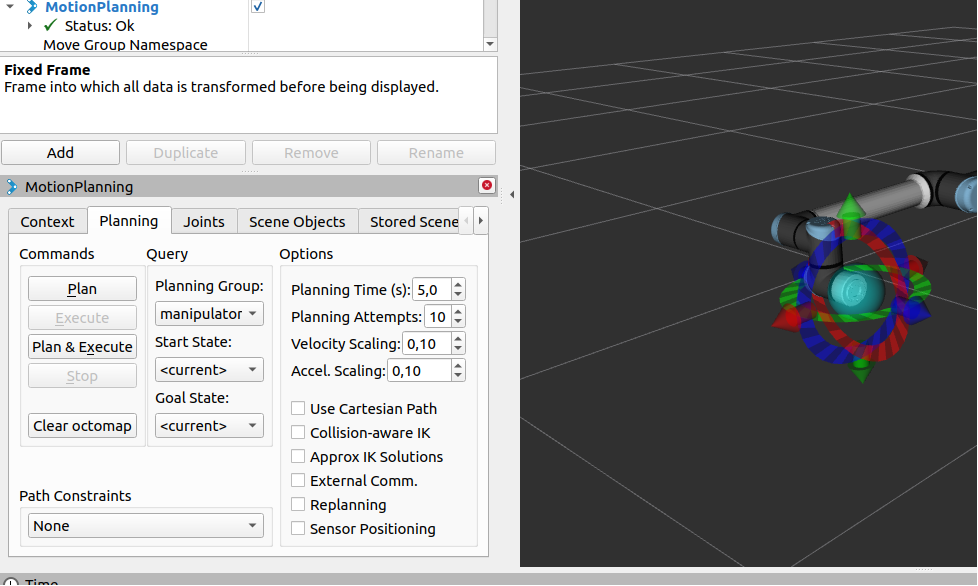 MotionPlanning
Status: Ok
Move Group Namespace
Fixed Frame
Frame into which all data is transformed before being displayed.
Add Duplicate Remove Rename
MotionPlanning
Context Planning Joints Scene Objects Stored Scene
Commands Query Options
Plan
Execute
Plan & Execute
Stop
Clear octomap
Planning Group:
manipulator
Start State:
<current>
Goal State:
<current>
Planning Time (s): 5,0
Planning Attempts: 10
Velocity Scaling: 0,10
Accel. Scaling: 0,10
Use Cartesian Path
Collision-aware IK
Approx IK Solutions
External Comm.
Replanning
Sensor Positioning
Path Constraints
None
Time